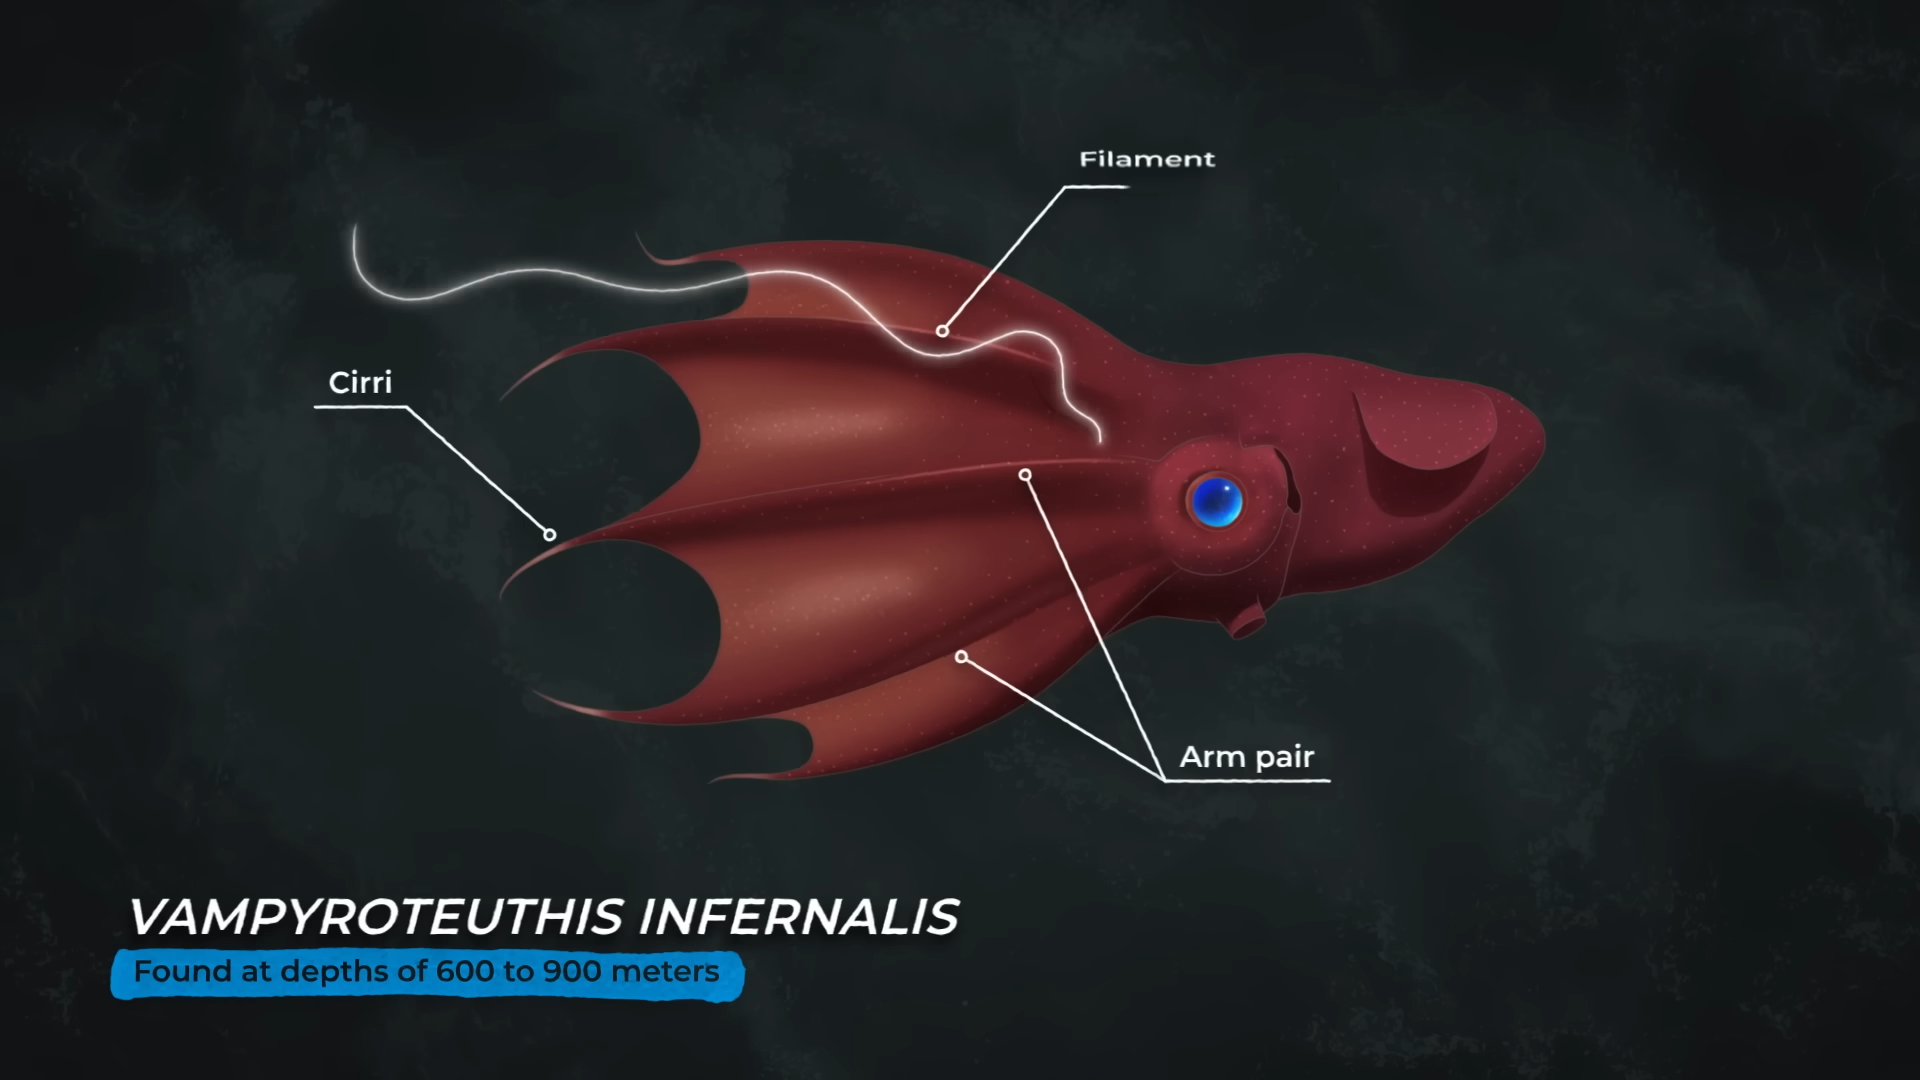 Filament
Cirri
Arm pair
VAMPYROTEUTHIS INFERNALIS
Found at depths of 600 to 900 meters